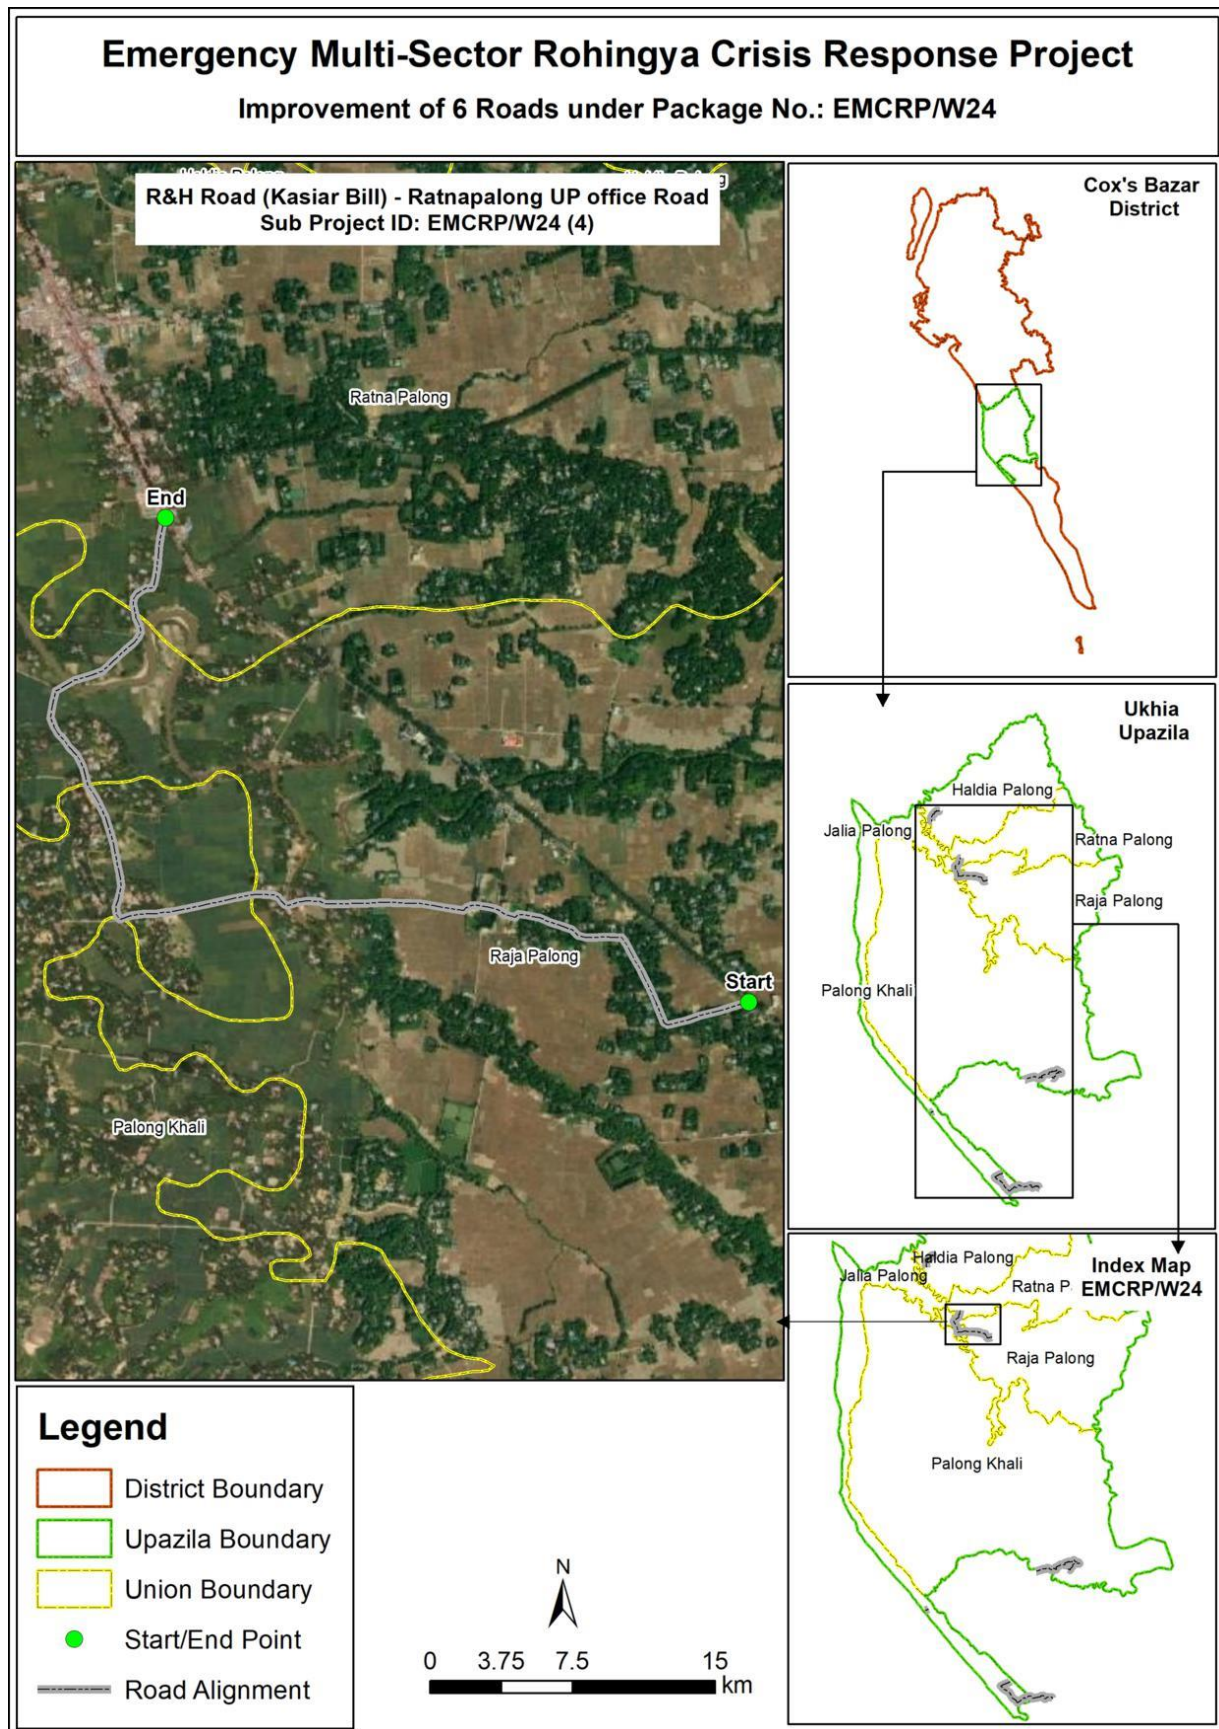 Emergency Multi-Sector Rohingya Crisis Response Project
Improvement of 6 Roads under Package No.: EMCRP/W24
R&H Road (Kasiar Bill) - Ratnapalong UP office Road
Sub Project ID: EMCRP/W24 (4)
Ratna Palong
End
Raja Palong
Start
Palong Khali
Cox's Bazar
District
Ukhia
Upazila
Haldia Palong
Jalia Palong
Ratna Palong
Raja Palong
Palong Khali
Index Map
EMCRP/W24
Haldia Palong
Jalia Palong
Ratna P
Raja Palong
Palong Khali
Legend
District Boundary
Upazila Boundary
Union Boundary
Start/End Point
Road Alignment
N
0 3.75 7.5 15
km